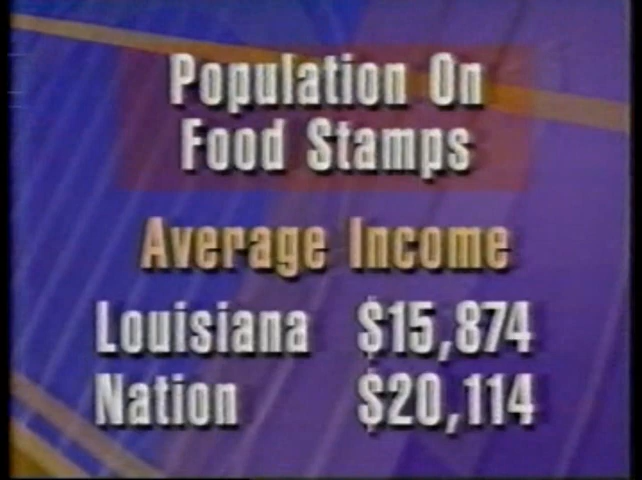 Population On
Food Stamps
Average Income
Louisiana $15,874
Nation $20,114